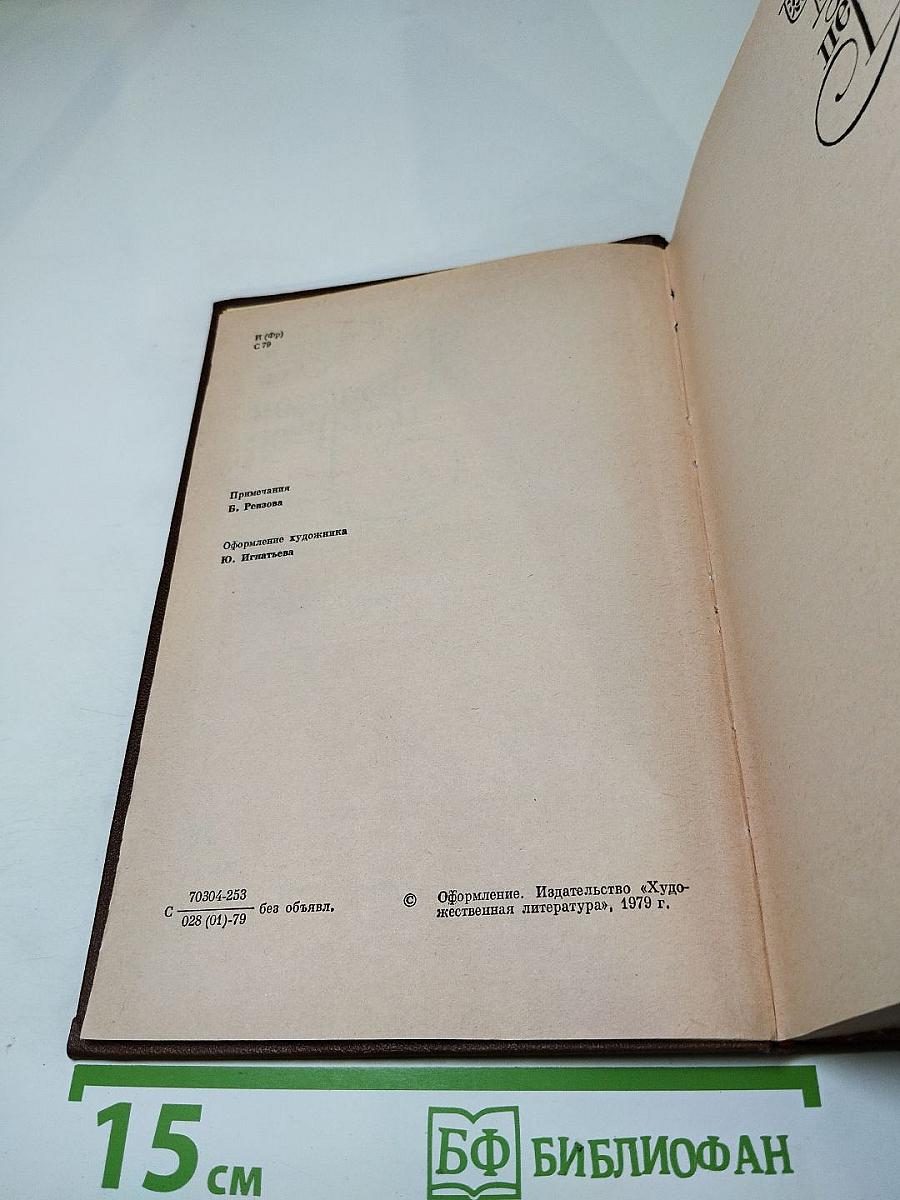 И (Фр)
С 79
Примечания
Б. Реизова
Оформление художника
Ю. Игнатьева
70304-253
С
028 (01)-79
без объявл.
© Оформление. Издательство «Худо-
жественная литература», 1979 г.
15 см
БФ БИБЛИОФАН